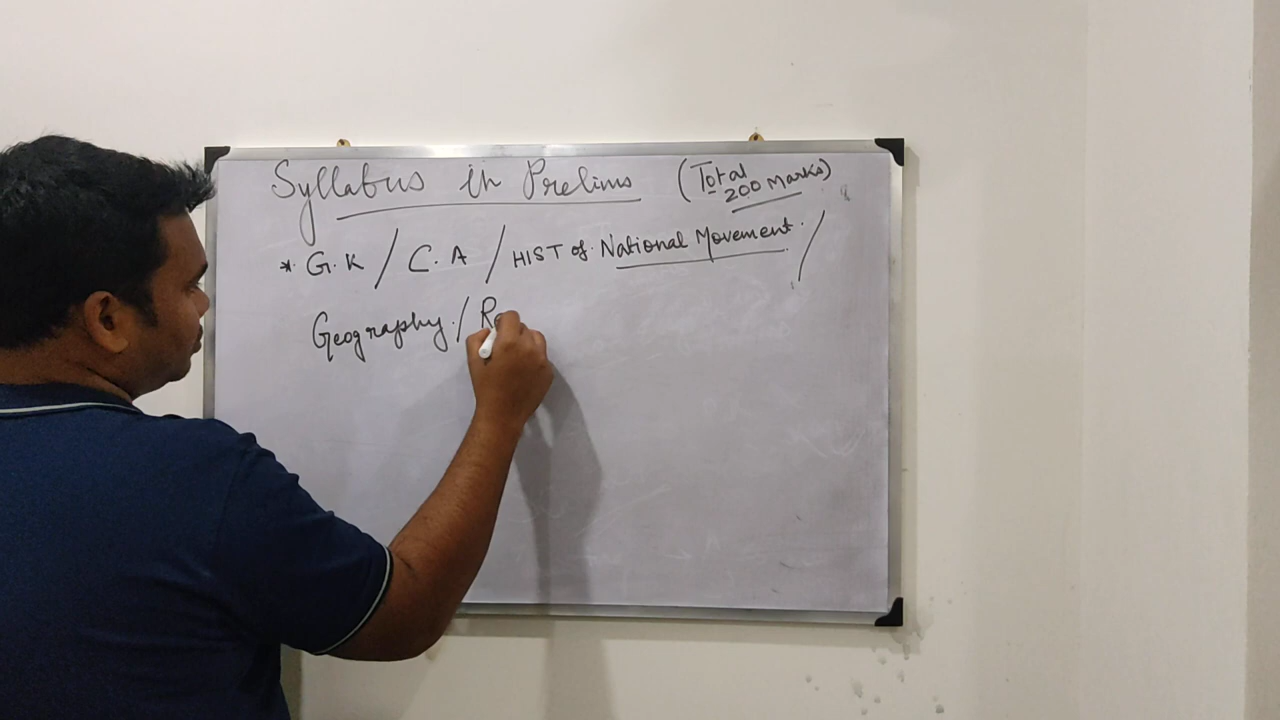 Syllabus in Prelims (Total 200 Marks)
* G.K / C.A / HIST of National Movement. /
Geography. /